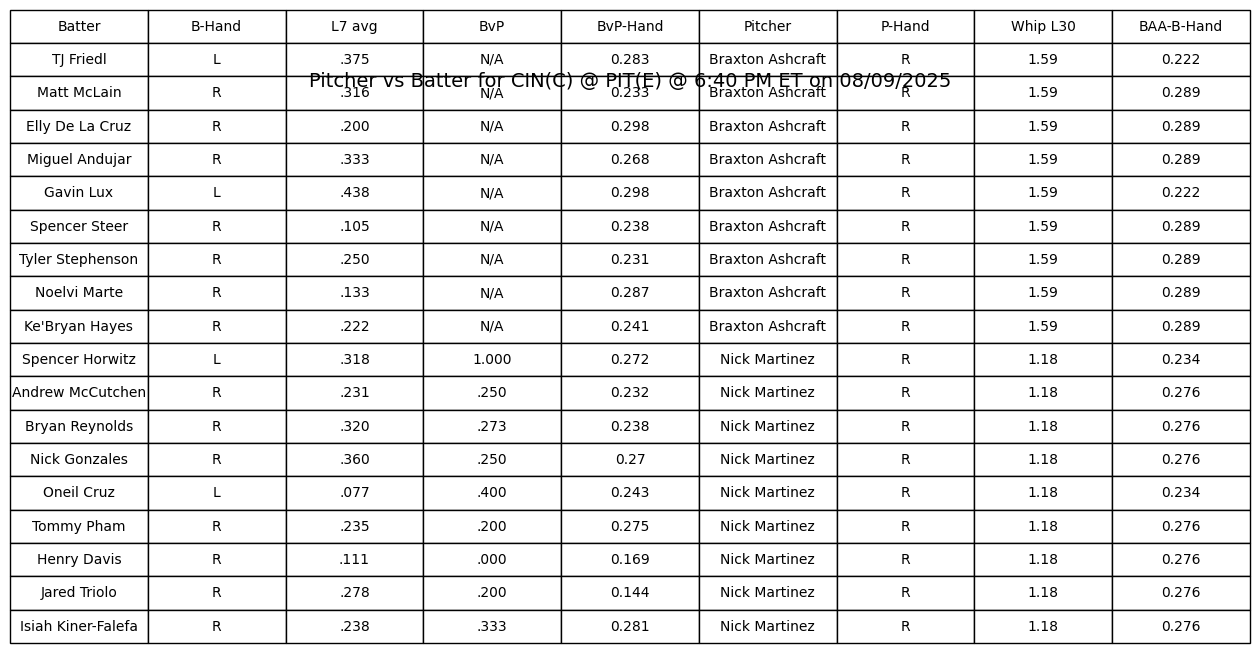 Batter B-Hand L7 avg BvP BvP-Hand Pitcher P-Hand Whip L30 BAA-B-Hand
TJ Friedl L .375 N/A 0.283 Braxton Ashcraft R 1.59 0.222
Pitcher vs Batter for CIN(C) @ PIT(E) @ 6:40 PM ET on 08/09/2025
Matt McLain R .316 N/A 0.233 Braxton Ashcraft R 1.59 0.289
Elly De La Cruz R .200 N/A 0.298 Braxton Ashcraft R 1.59 0.289
Miguel Andujar R .333 N/A 0.268 Braxton Ashcraft R 1.59 0.289
Gavin Lux L .438 N/A 0.298 Braxton Ashcraft R 1.59 0.222
Spencer Steer R .105 N/A 0.238 Braxton Ashcraft R 1.59 0.289
Tyler Stephenson R .250 N/A 0.231 Braxton Ashcraft R 1.59 0.289
Noelvi Marte R .133 N/A 0.287 Braxton Ashcraft R 1.59 0.289
Ke'Bryan Hayes R .222 N/A 0.241 Braxton Ashcraft R 1.59 0.289
Spencer Horwitz L .318 1.000 0.272 Nick Martinez R 1.18 0.234
Andrew McCutchen R .231 .250 0.232 Nick Martinez R 1.18 0.276
Bryan Reynolds R .320 .273 0.238 Nick Martinez R 1.18 0.276
Nick Gonzales R .360 .250 0.27 Nick Martinez R 1.18 0.276
Oneil Cruz L .077 .400 0.243 Nick Martinez R 1.18 0.234
Tommy Pham R .235 .200 0.275 Nick Martinez R 1.18 0.276
Henry Davis R .111 .000 0.169 Nick Martinez R 1.18 0.276
Jared Triolo R .278 .200 0.144 Nick Martinez R 1.18 0.276
Isiah Kiner-Falefa R .238 .333 0.281 Nick Martinez R 1.18 0.276